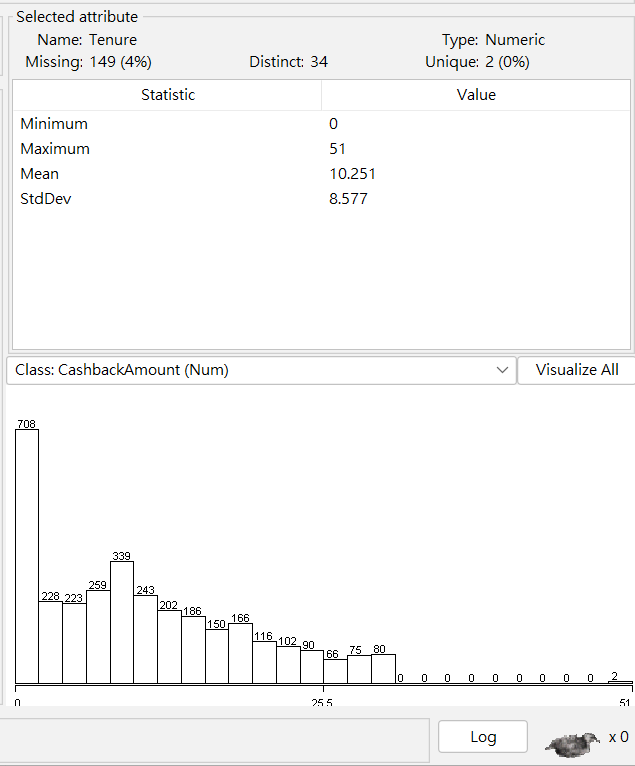 Selected attribute
Name: Tenure Type: Numeric
Missing: 149 (4%) Distinct: 34 Unique: 2 (0%)
Statistic Value
Minimum 0
Maximum 51
Mean 10.251
StdDev 8.577
Class: CashbackAmount (Num) Visualize All
708
228 223 259 339 243 202 186 150 166 116 102 90 66 75 80 0 0 0 0 0 0 0 0 0 2
0 25.5 51
Log x 0